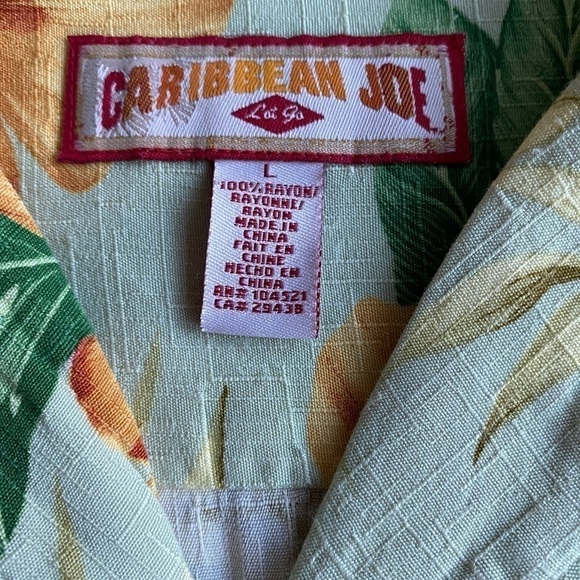 CARIBBEAN JOE
Let Go
L
100% RAYON/
RAYONNE/
RAYON
MADE IN
CHINA
FAIT EN
CHINE
HECHO EN
CHINA
RN# 104521
CA# 29438